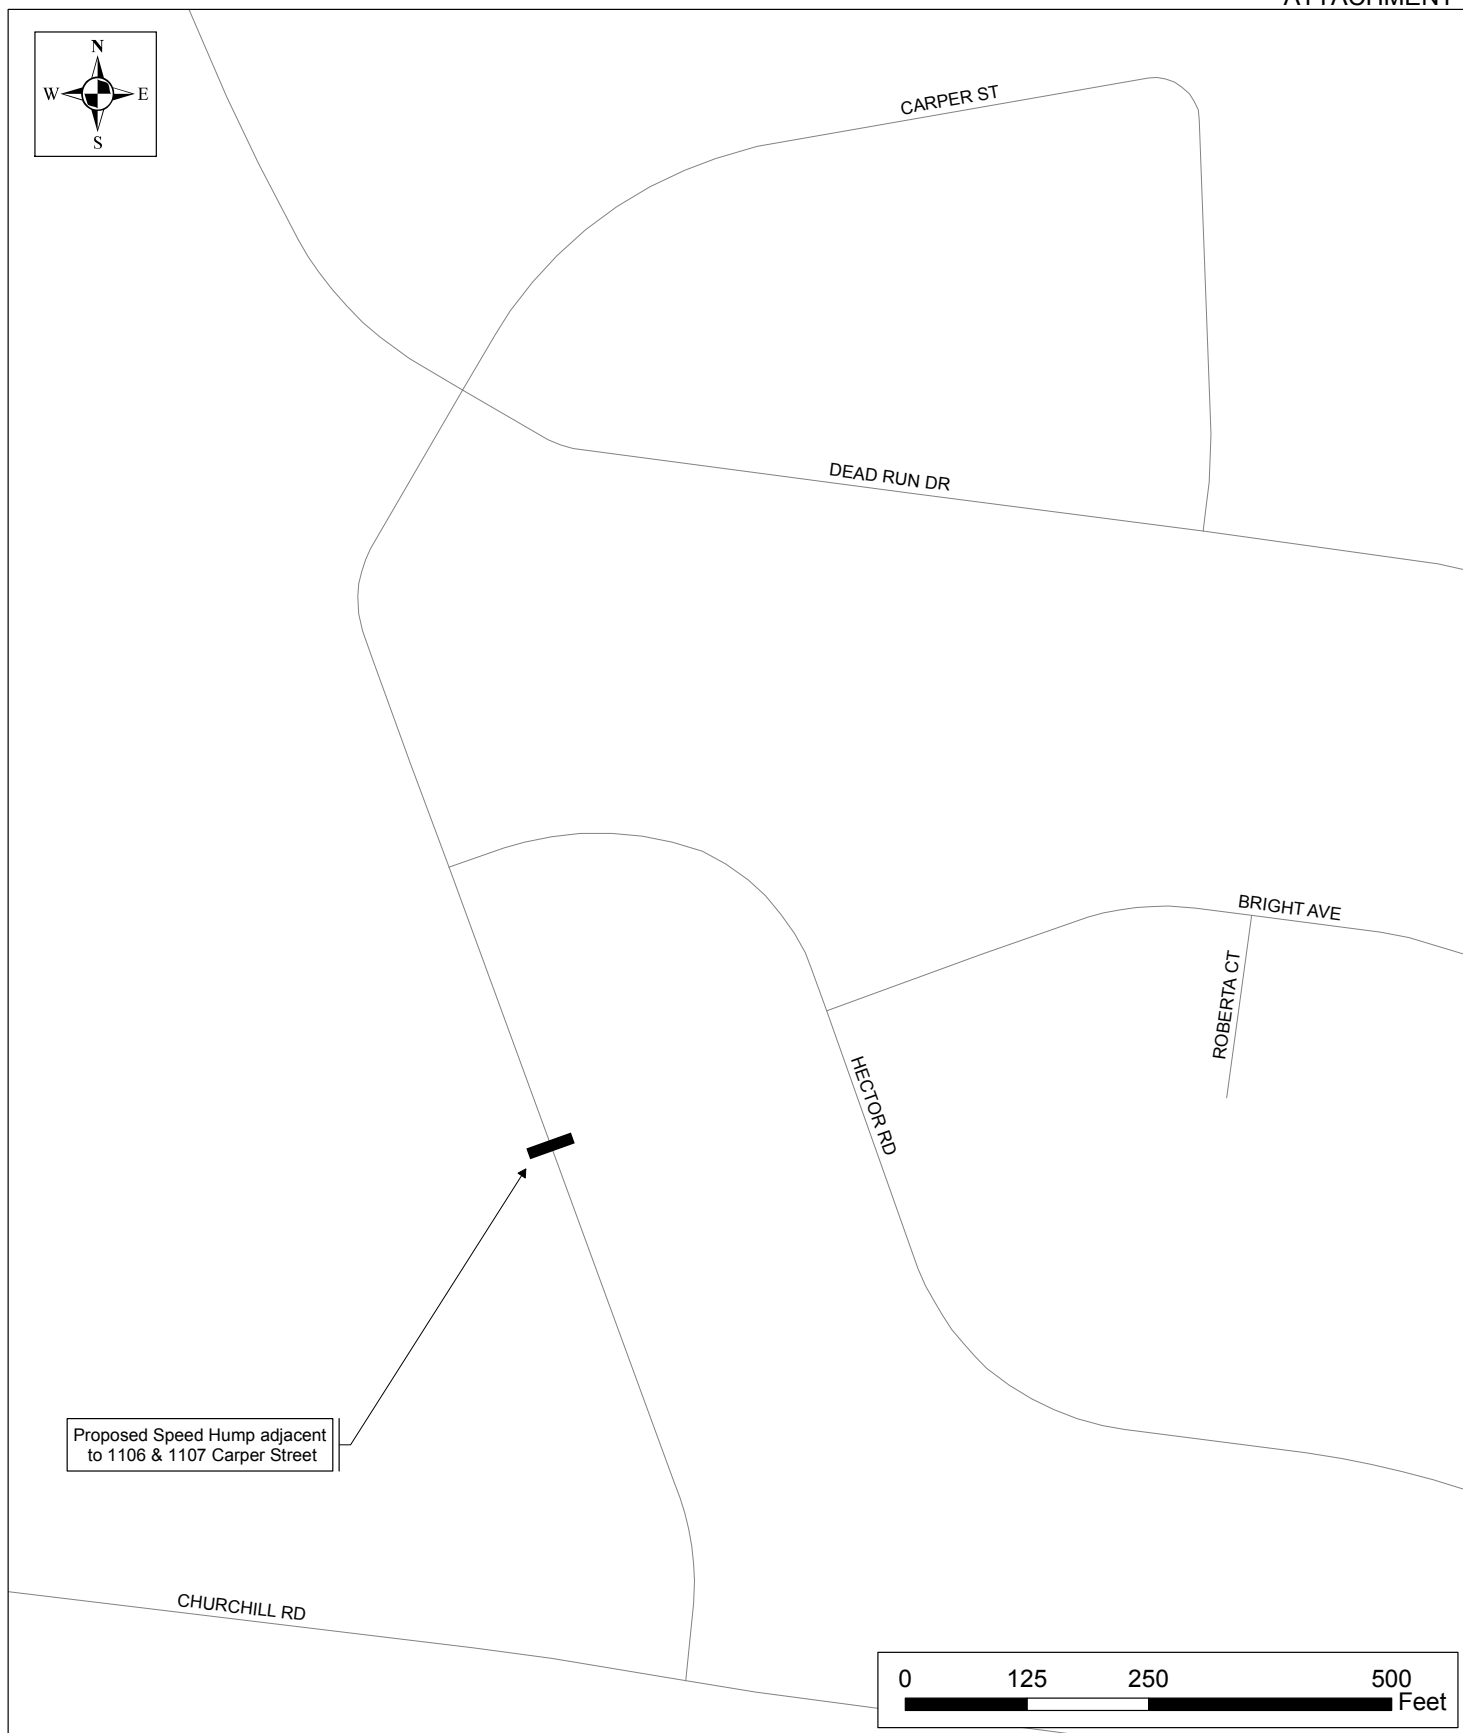 ATTACHMENT
N
W E
S
CARPER ST
DEAD RUN DR
BRIGHT AVE
ROBERTA CT
HECTOR RD
Proposed Speed Hump adjacent
to 1106 & 1107 Carper Street
CHURCHILL RD
0 125 250 500
Feet